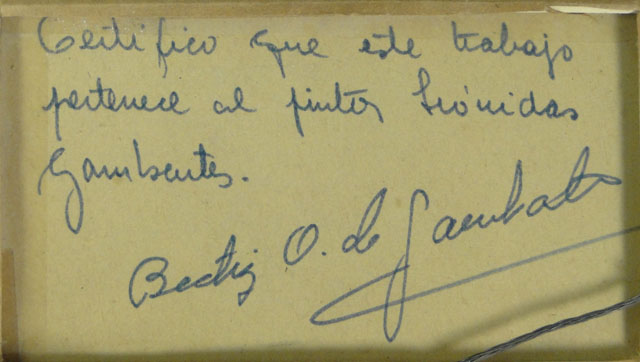 Certifico que este trabajo
pertenece al pintor Leónidas
Gambartes.
Beatriz O. de Gambartes